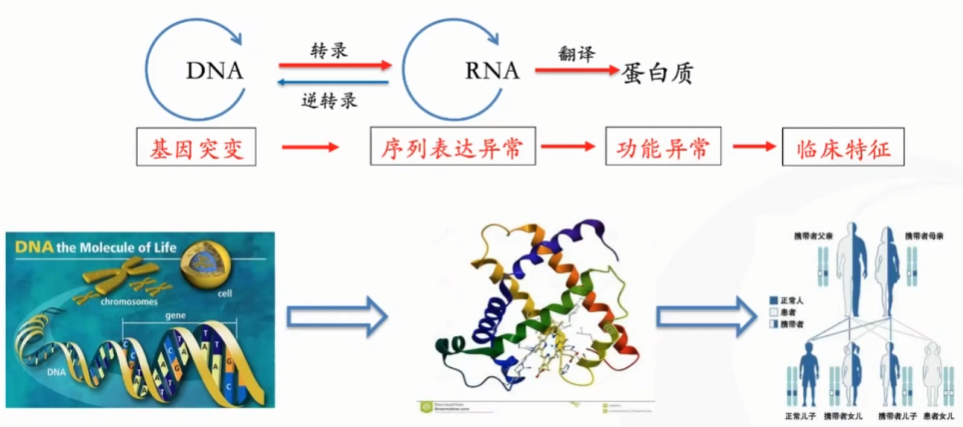 转录
DNA
RNA
翻译
蛋白质
逆转录
基因突变
序列表达异常
功能异常
临床特征
DNA the Molecule of Life
chromosomes
cell
gene
DNA
携带者父亲
携带者母亲
正常人
患者
携带者
正常儿子
携带者女儿
携带者儿子
患者女儿